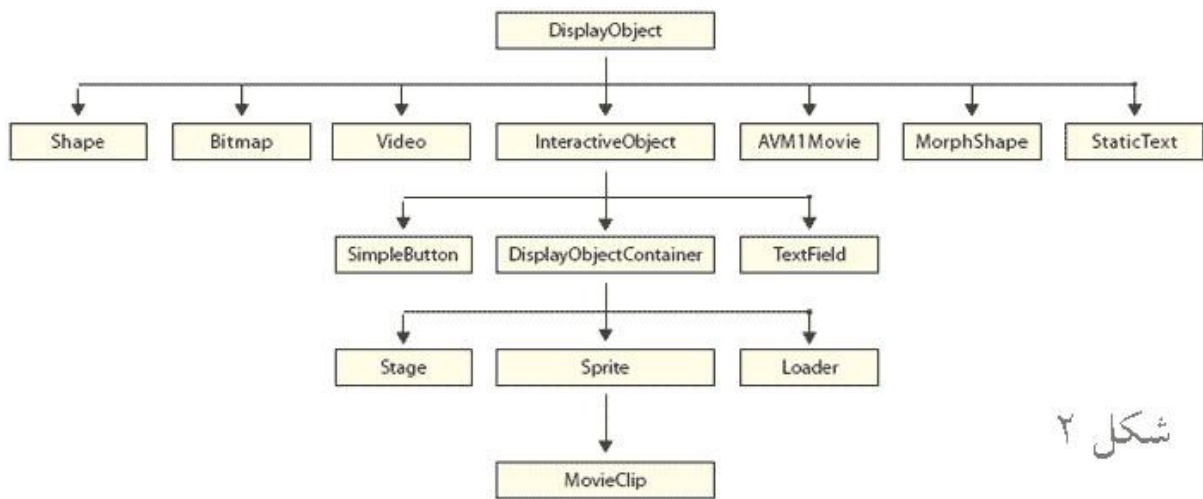 DisplayObject
Shape Bitmap Video InteractiveObject AVM1Movie MorphShape StaticText
SimpleButton DisplayObjectContainer TextField
Stage Sprite Loader
شکل ۲
MovieClip